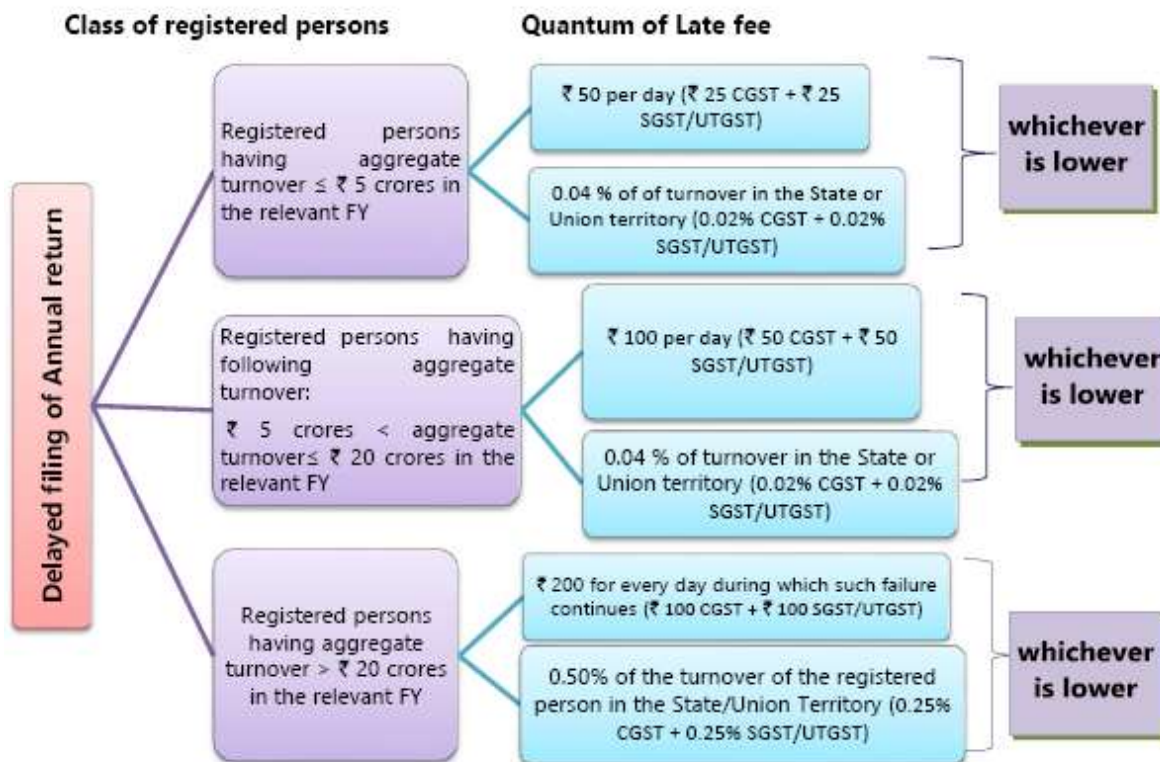 Class of registered persons
Quantum of Late fee
Delayed filing of Annual return
Registered persons
having aggregate
turnover ≤ ₹ 5 crores in
the relevant FY
₹ 50 per day (₹ 25 CGST + ₹ 25
SGST/UTGST)
0.04 % of of turnover in the State or
Union territory (0.02% CGST + 0.02%
SGST/UTGST)
whichever
is lower
Registered persons having
following aggregate
turnover:
₹ 5 crores < aggregate
turnover≤ ₹ 20 crores in the
relevant FY
₹ 100 per day (₹ 50 CGST + ₹ 50
SGST/UTGST)
0.04 % of turnover in the State or
Union territory (0.02% CGST + 0.02%
SGST/UTGST)
whichever
is lower
Registered persons
having aggregate
turnover > ₹ 20 crores
in the relevant FY
₹ 200 for every day during which such failure
continues (₹ 100 CGST + ₹ 100 SGST/UTGST)
0.50% of the turnover of the registered
person in the State/Union Territory (0.25%
CGST + 0.25% SGST/UTGST)
whichever
is lower